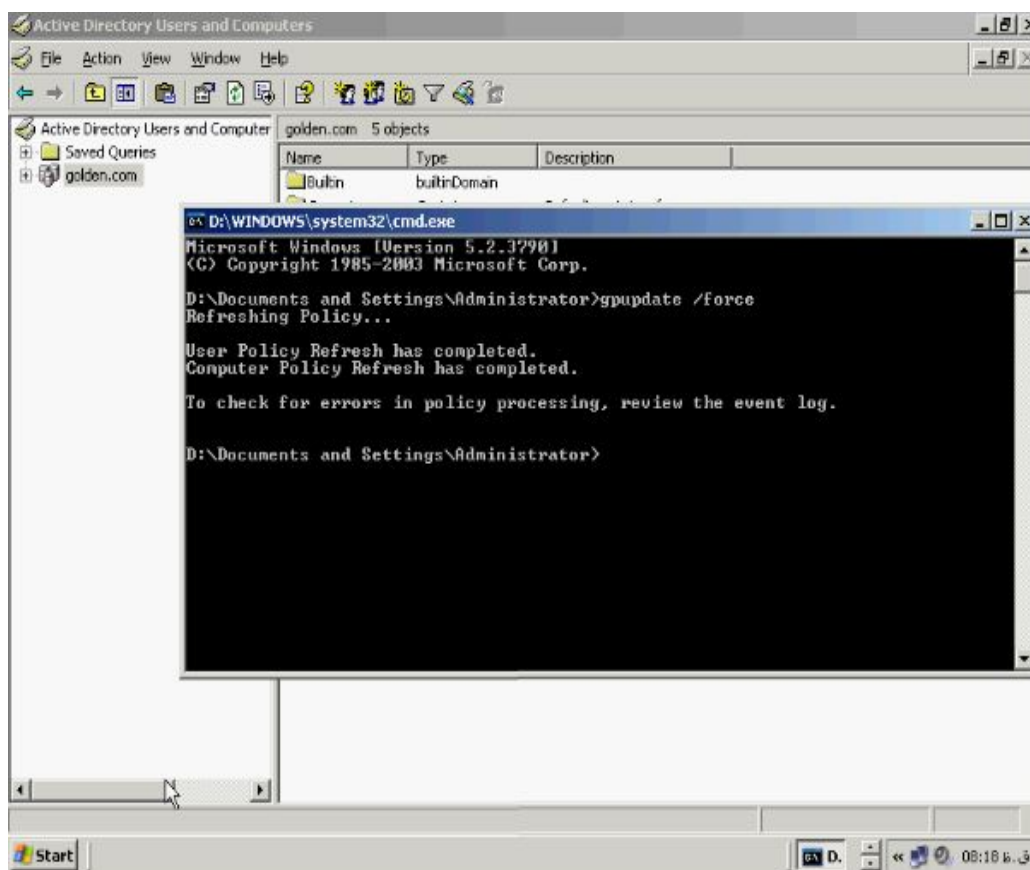 Active Directory Users and Computers
File Action View Window Help
Active Directory Users and Computer
Saved Queries
golden.com
golden.com 5 objects
Name Type Description
Builtin builtinDomain
D:\WINDOWS\system32\cmd.exe
Microsoft Windows [Version 5.2.3790]
(C) Copyright 1985-2003 Microsoft Corp.
D:\Documents and Settings\Administrator>gpupdate /force
Refreshing Policy...
User Policy Refresh has completed.
Computer Policy Refresh has completed.
To check for errors in policy processing, review the event log.
D:\Documents and Settings\Administrator>
Start
D.
08:18 ق.ظ